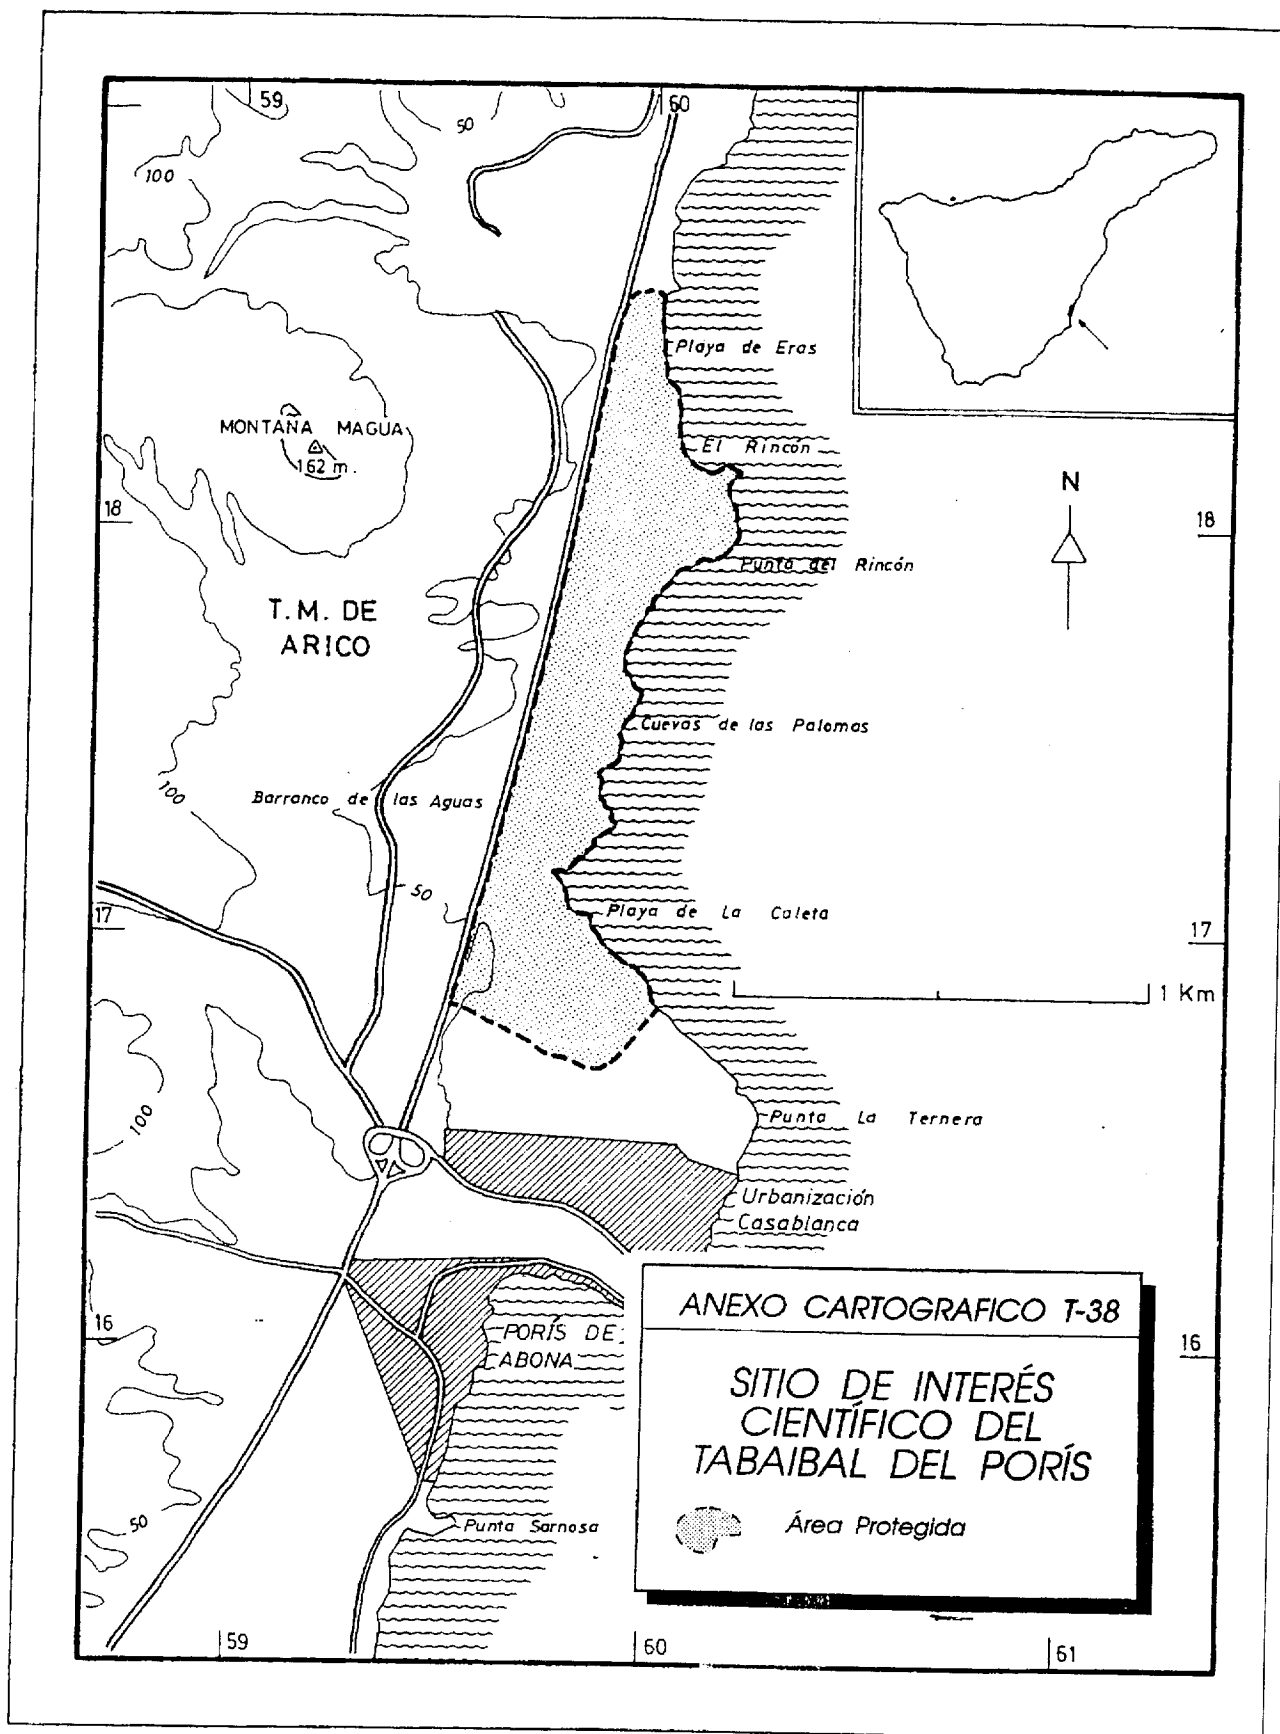 59
60
50
100
Playa de Eras
MONTAÑA MAGUA
162 m.
El Rincón
N
18
18
Punta del Rincón
T.M. DE
ARICO
Cuevas de las Palomas
100
Barranco de las Aguas
50
17
Playa de La Caleta
17
1 Km
100
Punta La Ternera
Urbanización
Casablanca
16
PORÍS DE
ABONA
16
ANEXO CARTOGRAFICO T-38
SITIO DE INTERÉS
CIENTÍFICO DEL
TABAIBAL DEL PORÍS
Área Protegida
50
Punta Sarnosa
59
60
61